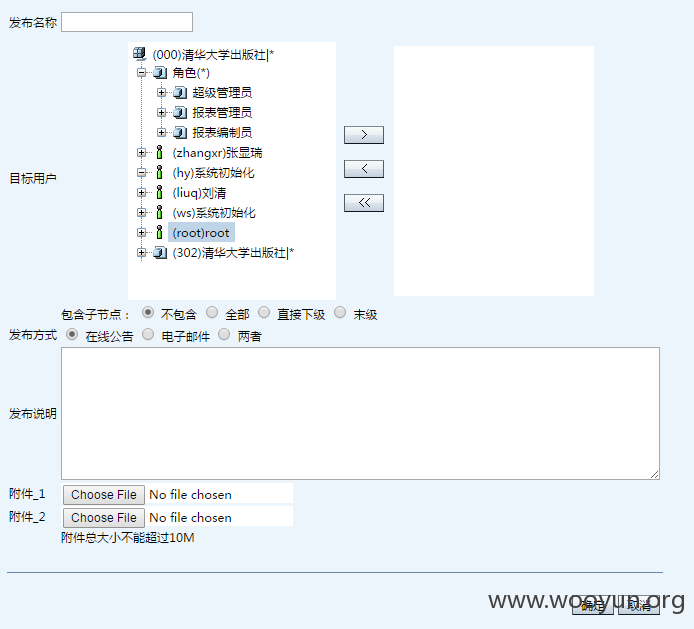 发布名称
(000)清华大学出版社|*
角色(*)
超级管理员
报表管理员
报表编制员
(zhangxr)张显瑞
(hy)系统初始化
(liuq)刘清
(ws)系统初始化
(root)root
(302)清华大学出版社|*
目标用户
>
<
<<
包含子节点： 不包含 全部 直接下级 末级
发布方式 在线公告 电子邮件 两者
发布说明
附件_1 Choose File No file chosen
附件_2 Choose File No file chosen
附件总大小不能超过10M
确定 取消
www.wooyun.org